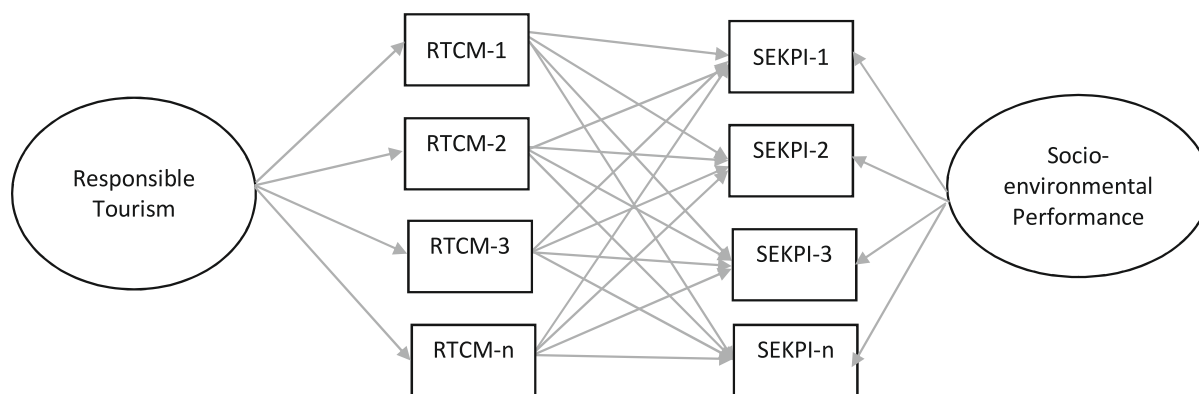 Responsible
Tourism
RTCM-1
RTCM-2
RTCM-3
RTCM-n
SEKPI-1
SEKPI-2
SEKPI-3
SEKPI-n
Socio-
environmental
Performance